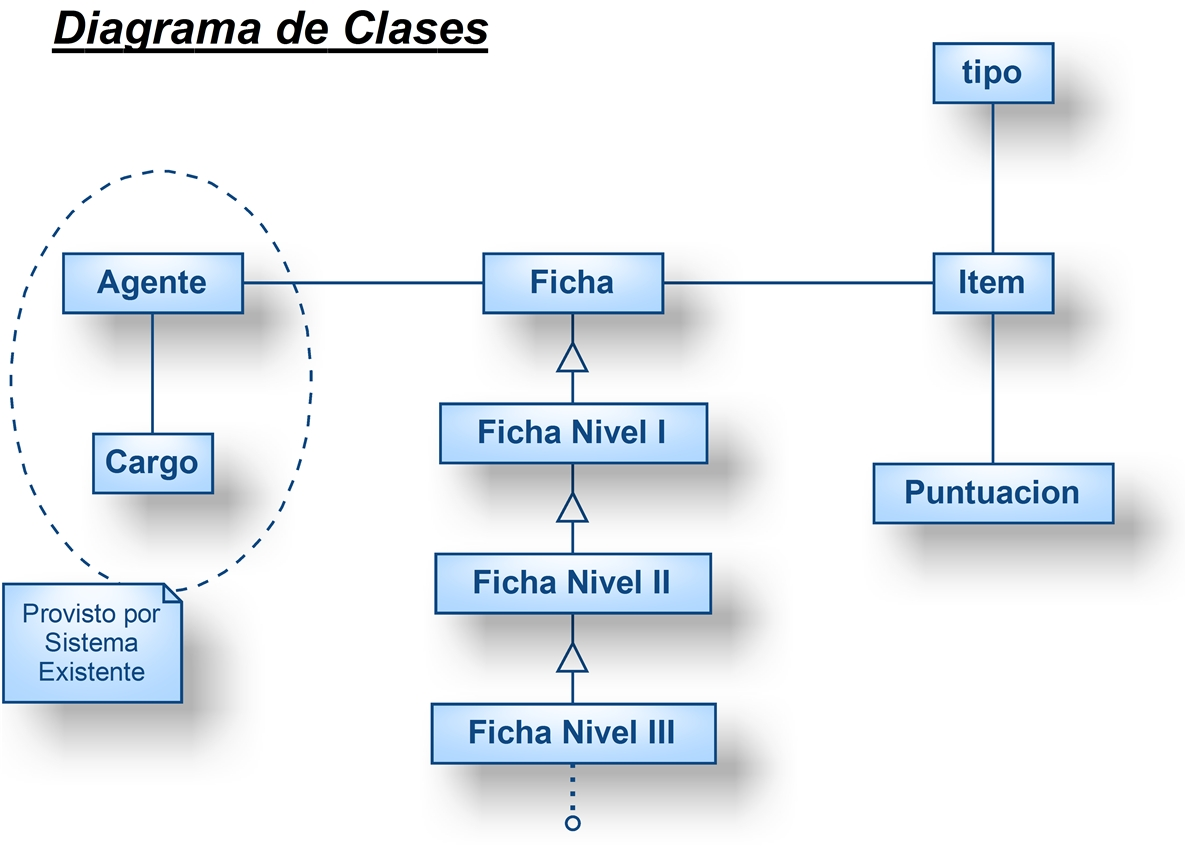 Diagrama de Clases
tipo
Agente
Ficha
Item
Ficha Nivel I
Cargo
Puntuacion
Ficha Nivel II
Provisto por
Sistema
Existente
Ficha Nivel III